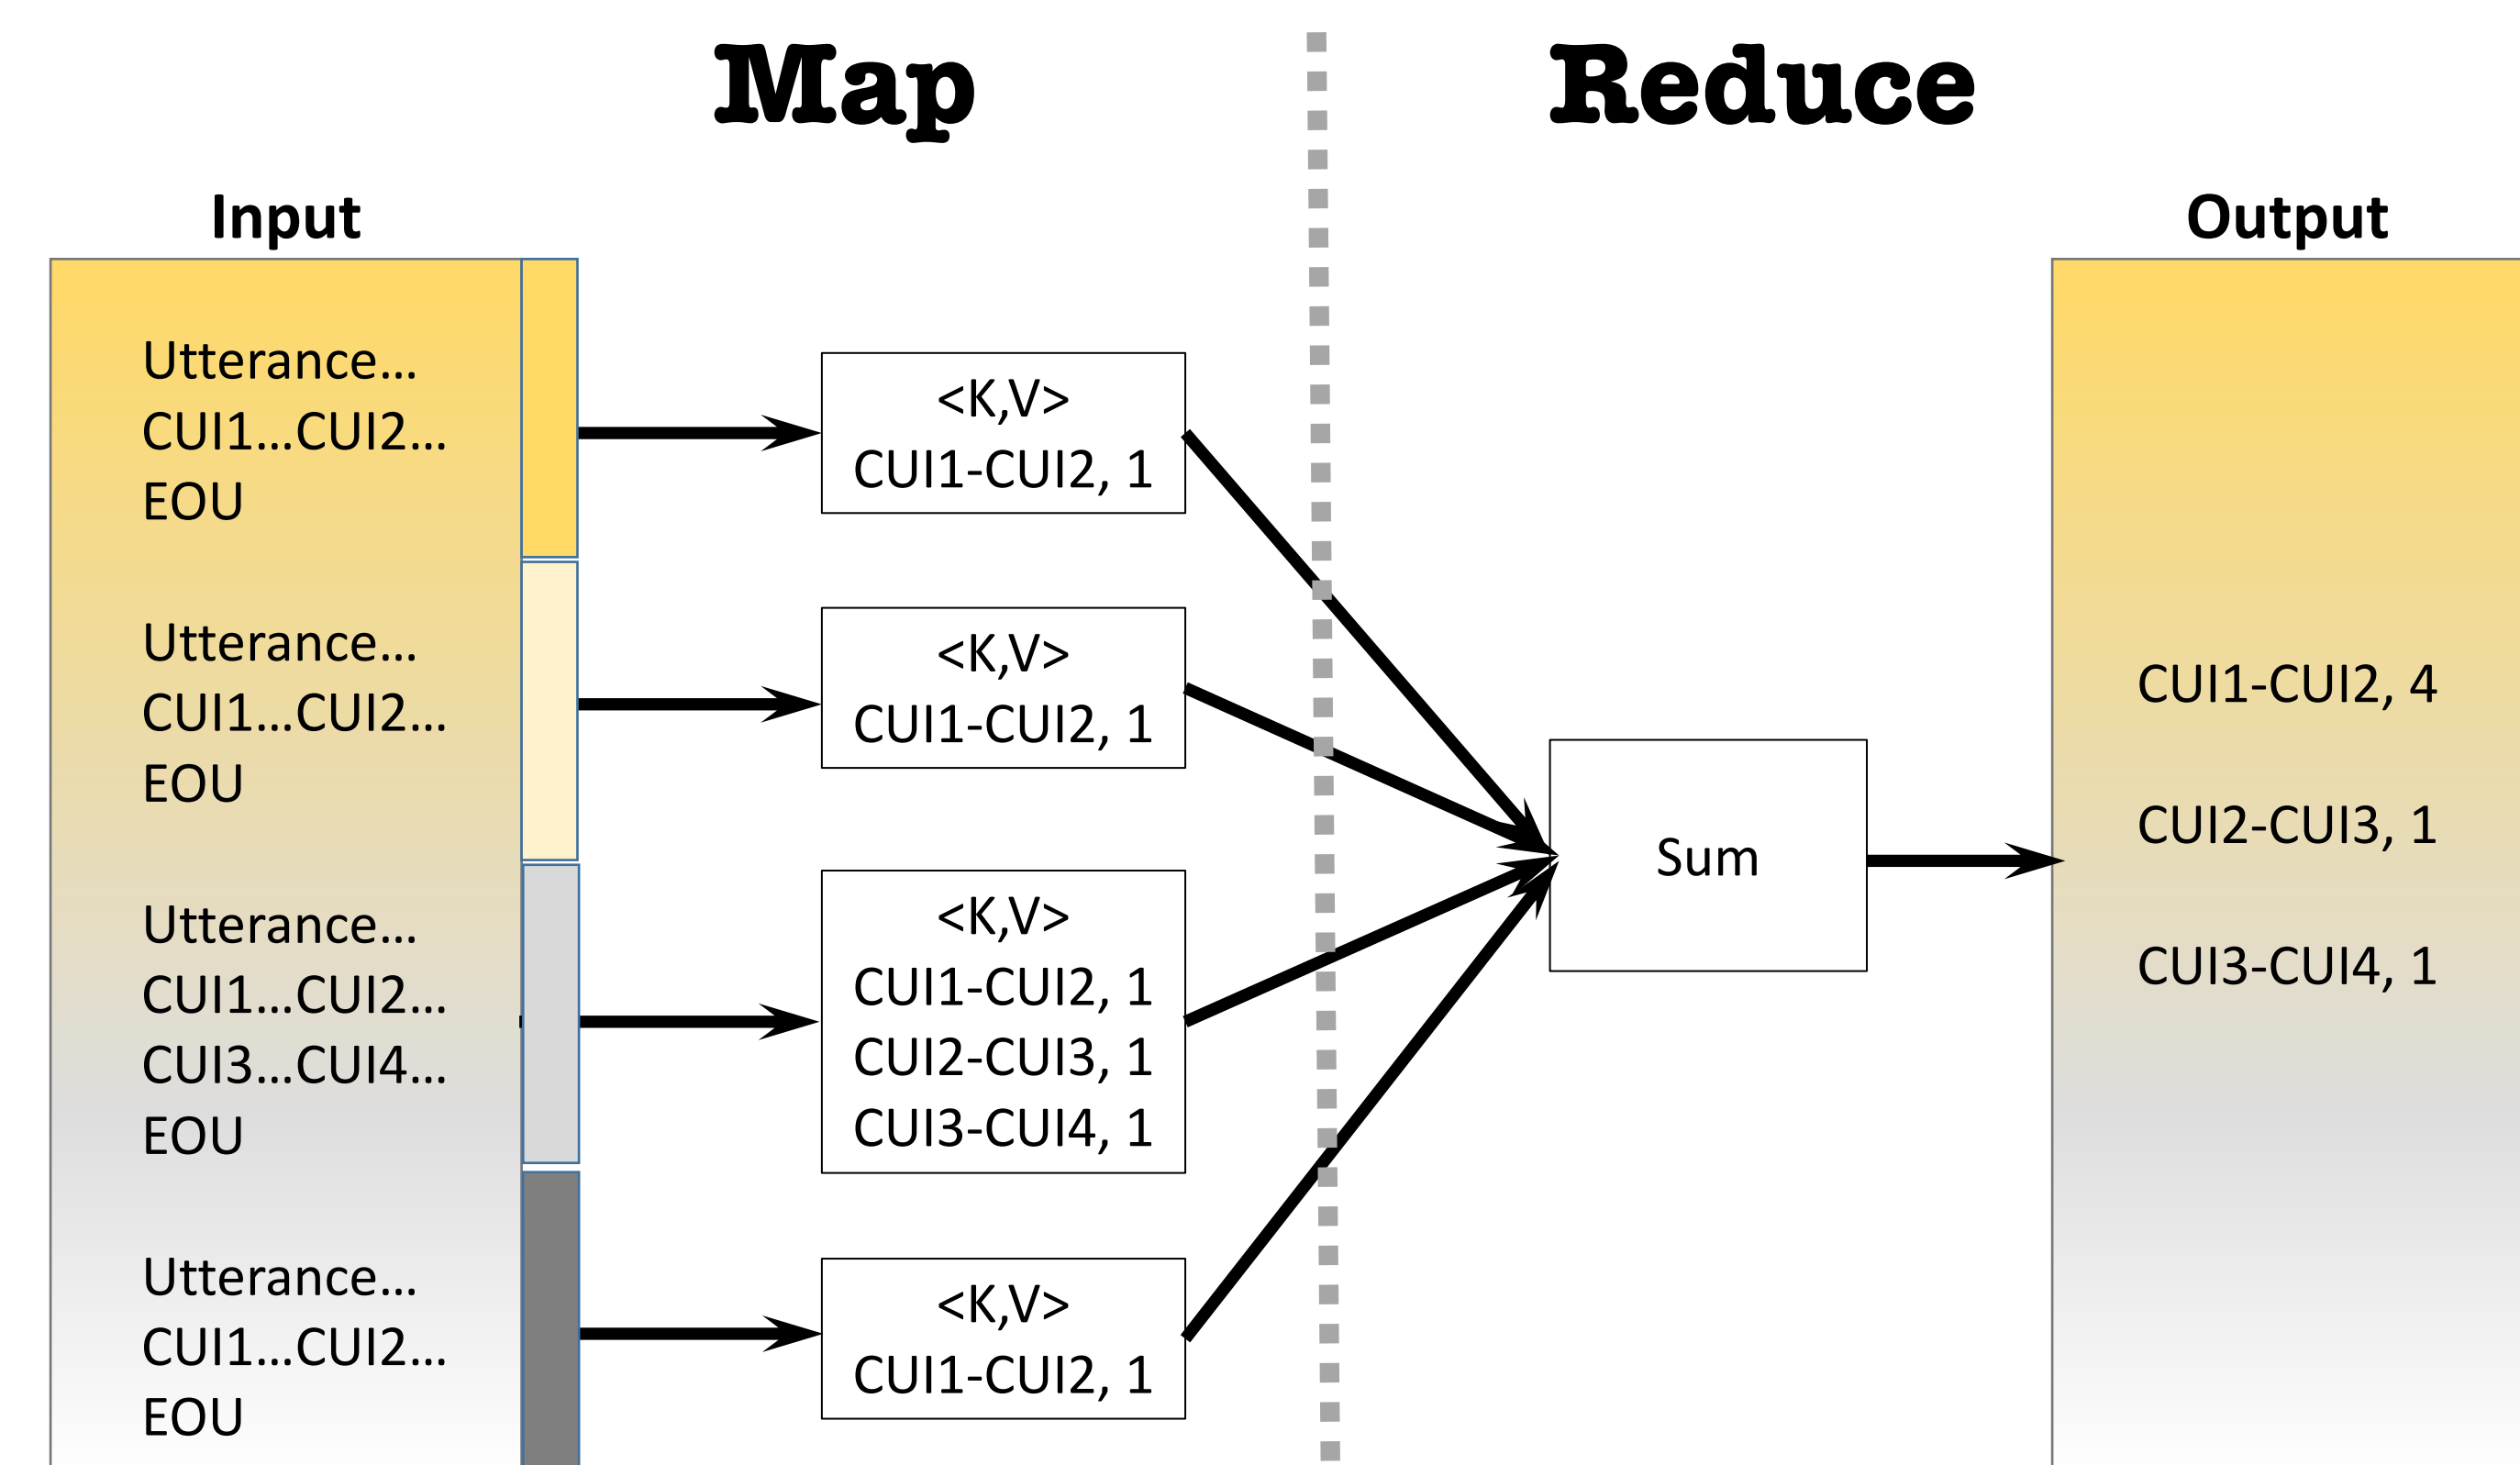 Map
Reduce
Input
Output
Utterance...
CUI1...CUI2...
EOU
Utterance...
CUI1...CUI2...
EOU
Utterance...
CUI1...CUI2...
CUI3...CUI4...
EOU
Utterance...
CUI1...CUI2...
EOU
<K,V>
CUI1-CUI2, 1
<K,V>
CUI1-CUI2, 1
<K,V>
CUI1-CUI2, 1
CUI2-CUI3, 1
CUI3-CUI4, 1
<K,V>
CUI1-CUI2, 1
Sum
CUI1-CUI2, 4
CUI2-CUI3, 1
CUI3-CUI4, 1